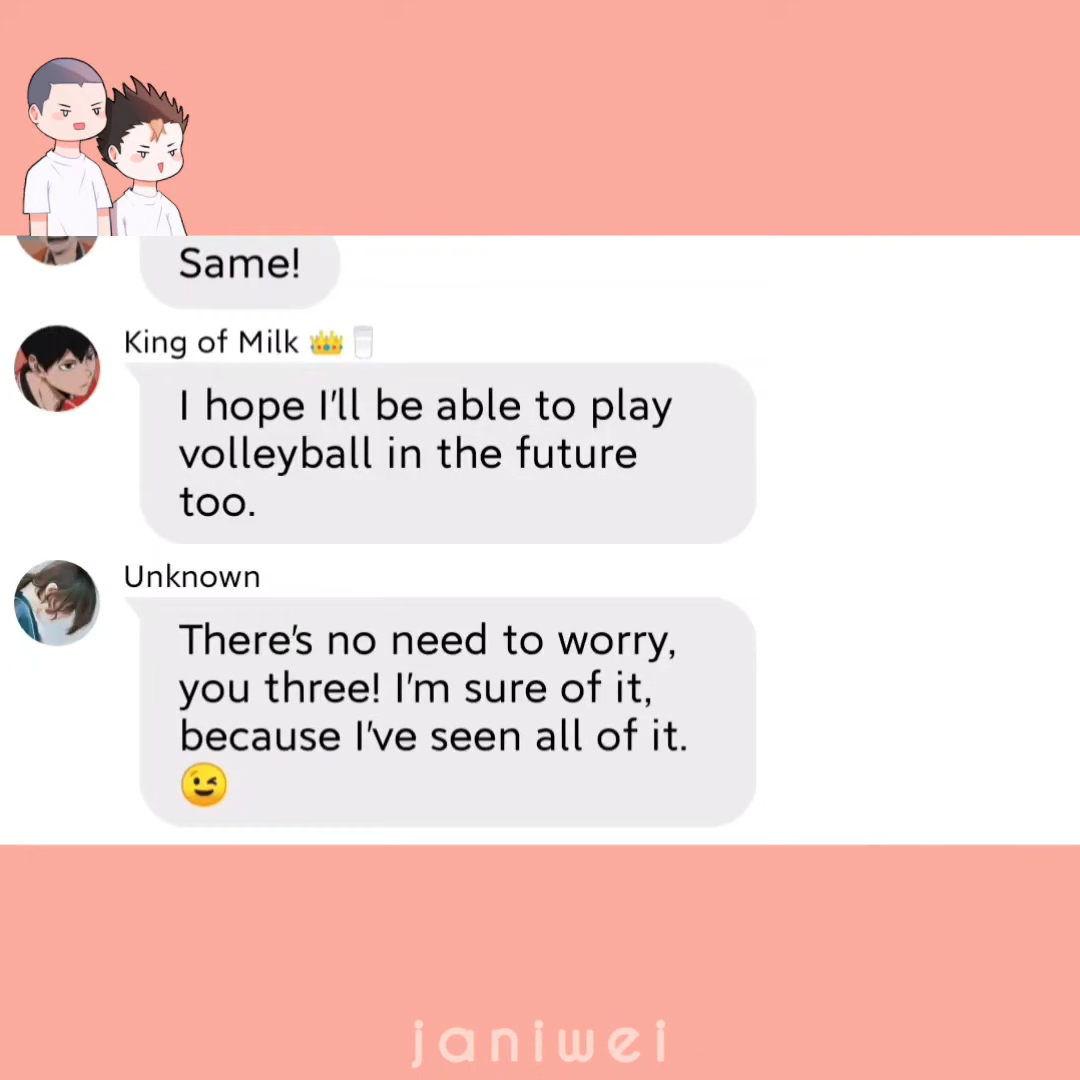 Same!
King of Milk 👑🥛
I hope I'll be able to play
volleyball in the future
too.
Unknown
There's no need to worry,
you three! I'm sure of it,
because I've seen all of it.
😉
janiwei